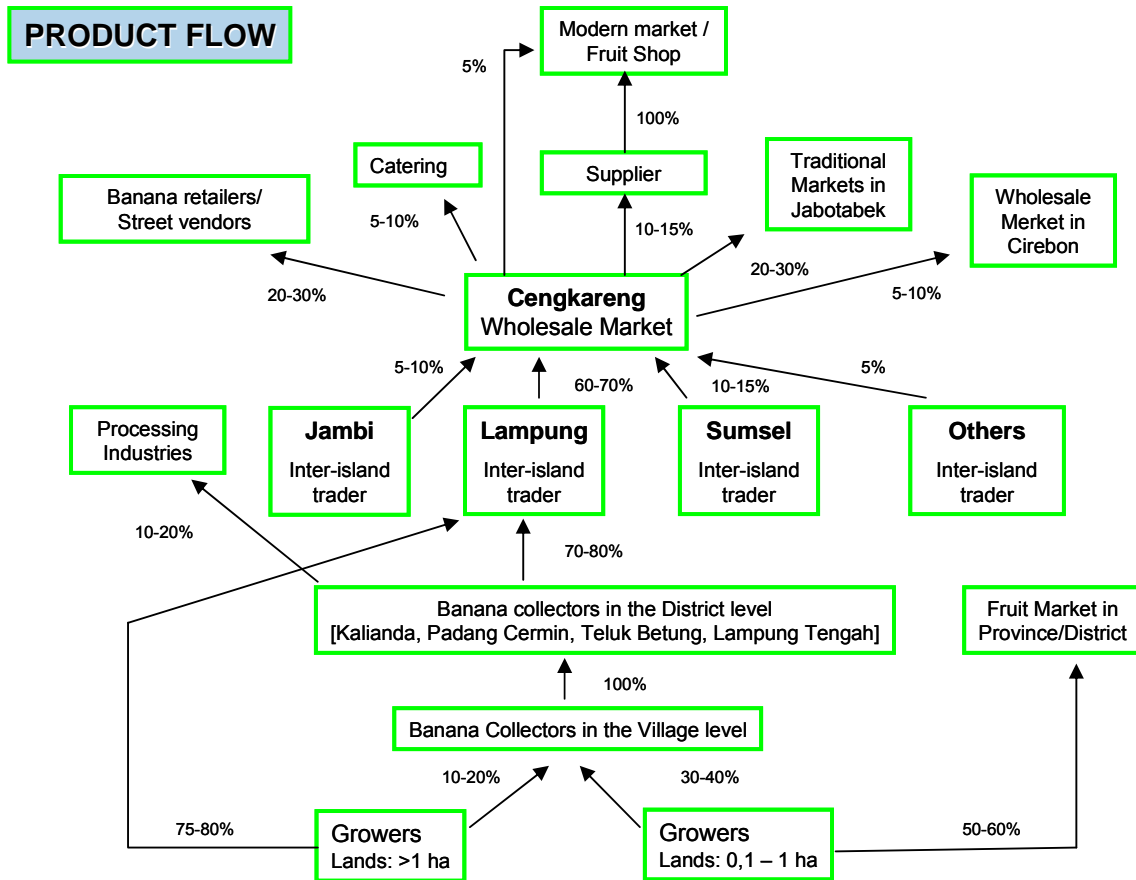 PRODUCT FLOW
Modern market /
Fruit Shop
5%
100%
Catering
Supplier
Traditional
Markets in
Jabotabek
Banana retailers/
Street vendors
Wholesale
Merket in
Cirebon
5-10%
10-15%
20-30%
20-30%
5-10%
Cengkareng
Wholesale Market
5-10%
60-70%
10-15%
5%
Processing
Industries
Jambi
Inter-island
trader
Lampung
Inter-island
trader
Sumsel
Inter-island
trader
Others
Inter-island
trader
10-20%
70-80%
Banana collectors in the District level
[Kalianda, Padang Cermin, Teluk Betung, Lampung Tengah]
Fruit Market in
Province/District
100%
Banana Collectors in the Village level
10-20%
30-40%
75-80%
Growers
Lands: >1 ha
Growers
Lands: 0,1 – 1 ha
50-60%